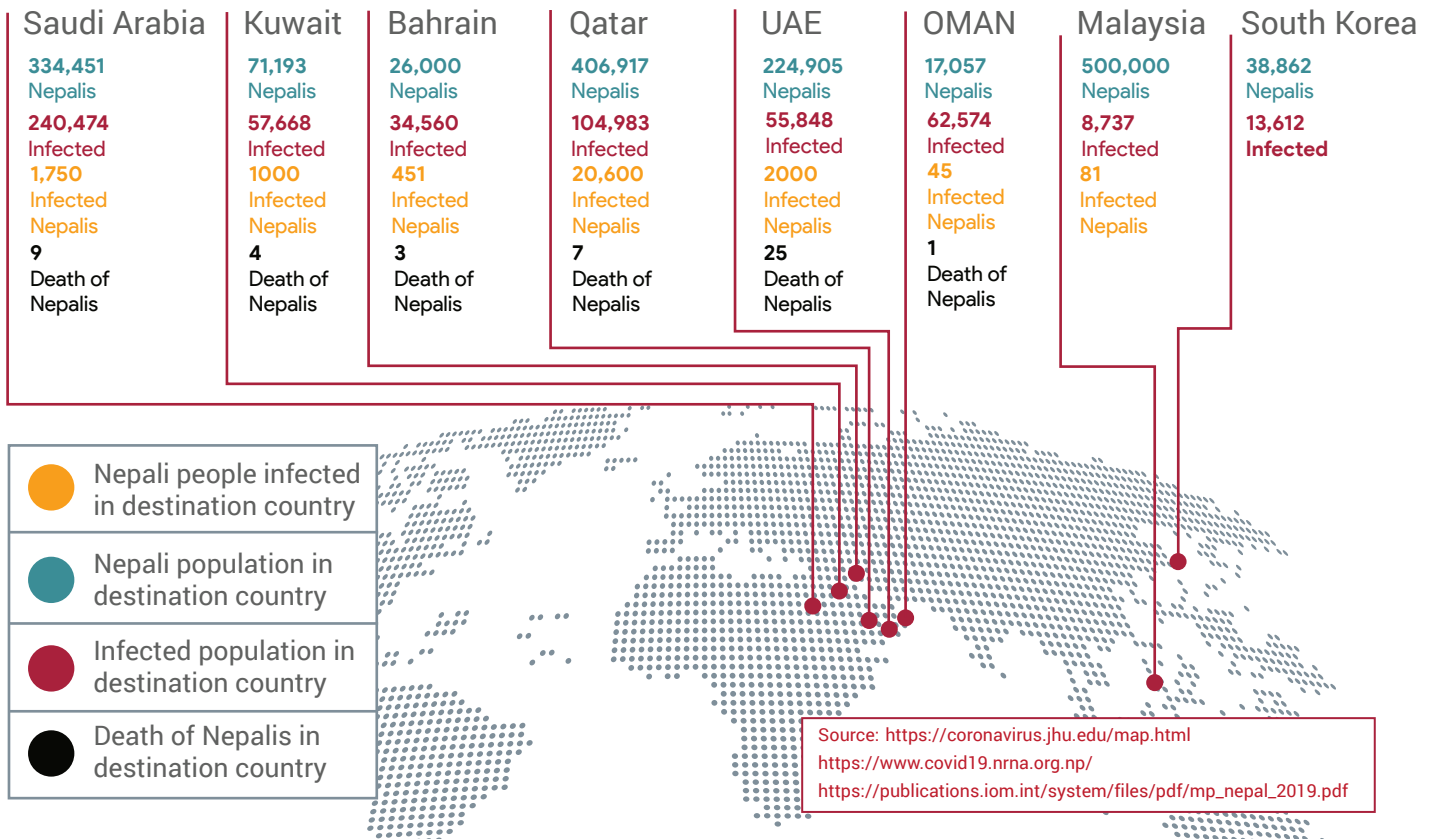 Saudi Arabia
334,451
Nepalis
240,474
Infected
1,750
Infected
Nepalis
9
Death of
Nepalis
Kuwait
71,193
Nepalis
57,668
Infected
1000
Infected
Nepalis
4
Death of
Nepalis
Bahrain
26,000
Nepalis
34,560
Infected
451
Infected
Nepalis
3
Death of
Nepalis
Qatar
406,917
Nepalis
104,983
Infected
20,600
Infected
Nepalis
7
Death of
Nepalis
UAE
224,905
Nepalis
55,848
Infected
2000
Infected
Nepalis
25
Death of
Nepalis
OMAN
17,057
Nepalis
62,574
Infected
45
Infected
Nepalis
1
Death of
Nepalis
Malaysia
500,000
Nepalis
8,737
Infected
81
Infected
Nepalis
South Korea
38,862
Nepalis
13,612
Infected
Nepali people infected
in destination country
Nepali population in
destination country
Infected population in
destination country
Death of Nepalis in
destination country
Source: https://coronavirus.jhu.edu/map.html
https://www.covid19.nrna.org.np/
https://publications.iom.int/system/files/pdf/mp_nepal_2019.pdf